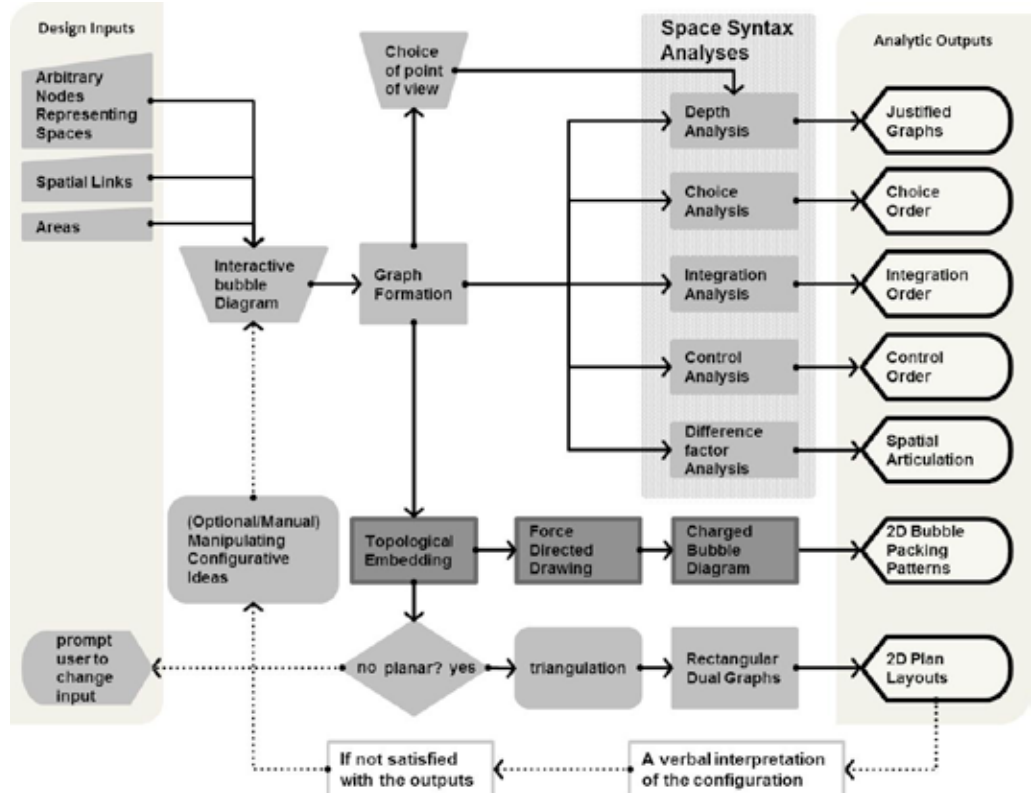 Design Inputs
Arbitrary
Nodes
Representing
Spaces
Spatial Links
Areas
Choice
of point
of view
Space Syntax
Analyses
Analytic Outputs
Depth
Analysis
Justified
Graphs
Choice
Analysis
Choice
Order
Interactive
bubble
Diagram
Graph
Formation
Integration
Analysis
Integration
Order
Control
Analysis
Control
Order
Difference
factor
Analysis
Spatial
Articulation
(Optional/Manual)
Manipulating
Configurative
Ideas
Topological
Embedding
Force
Directed
Drawing
Charged
Bubble
Diagram
2D Bubble
Packing
Patterns
prompt
user to
change
input
no planar? yes
triangulation
Rectangular
Dual Graphs
2D Plan
Layouts
If not satisfied
with the outputs
A verbal interpretation
of the configuration